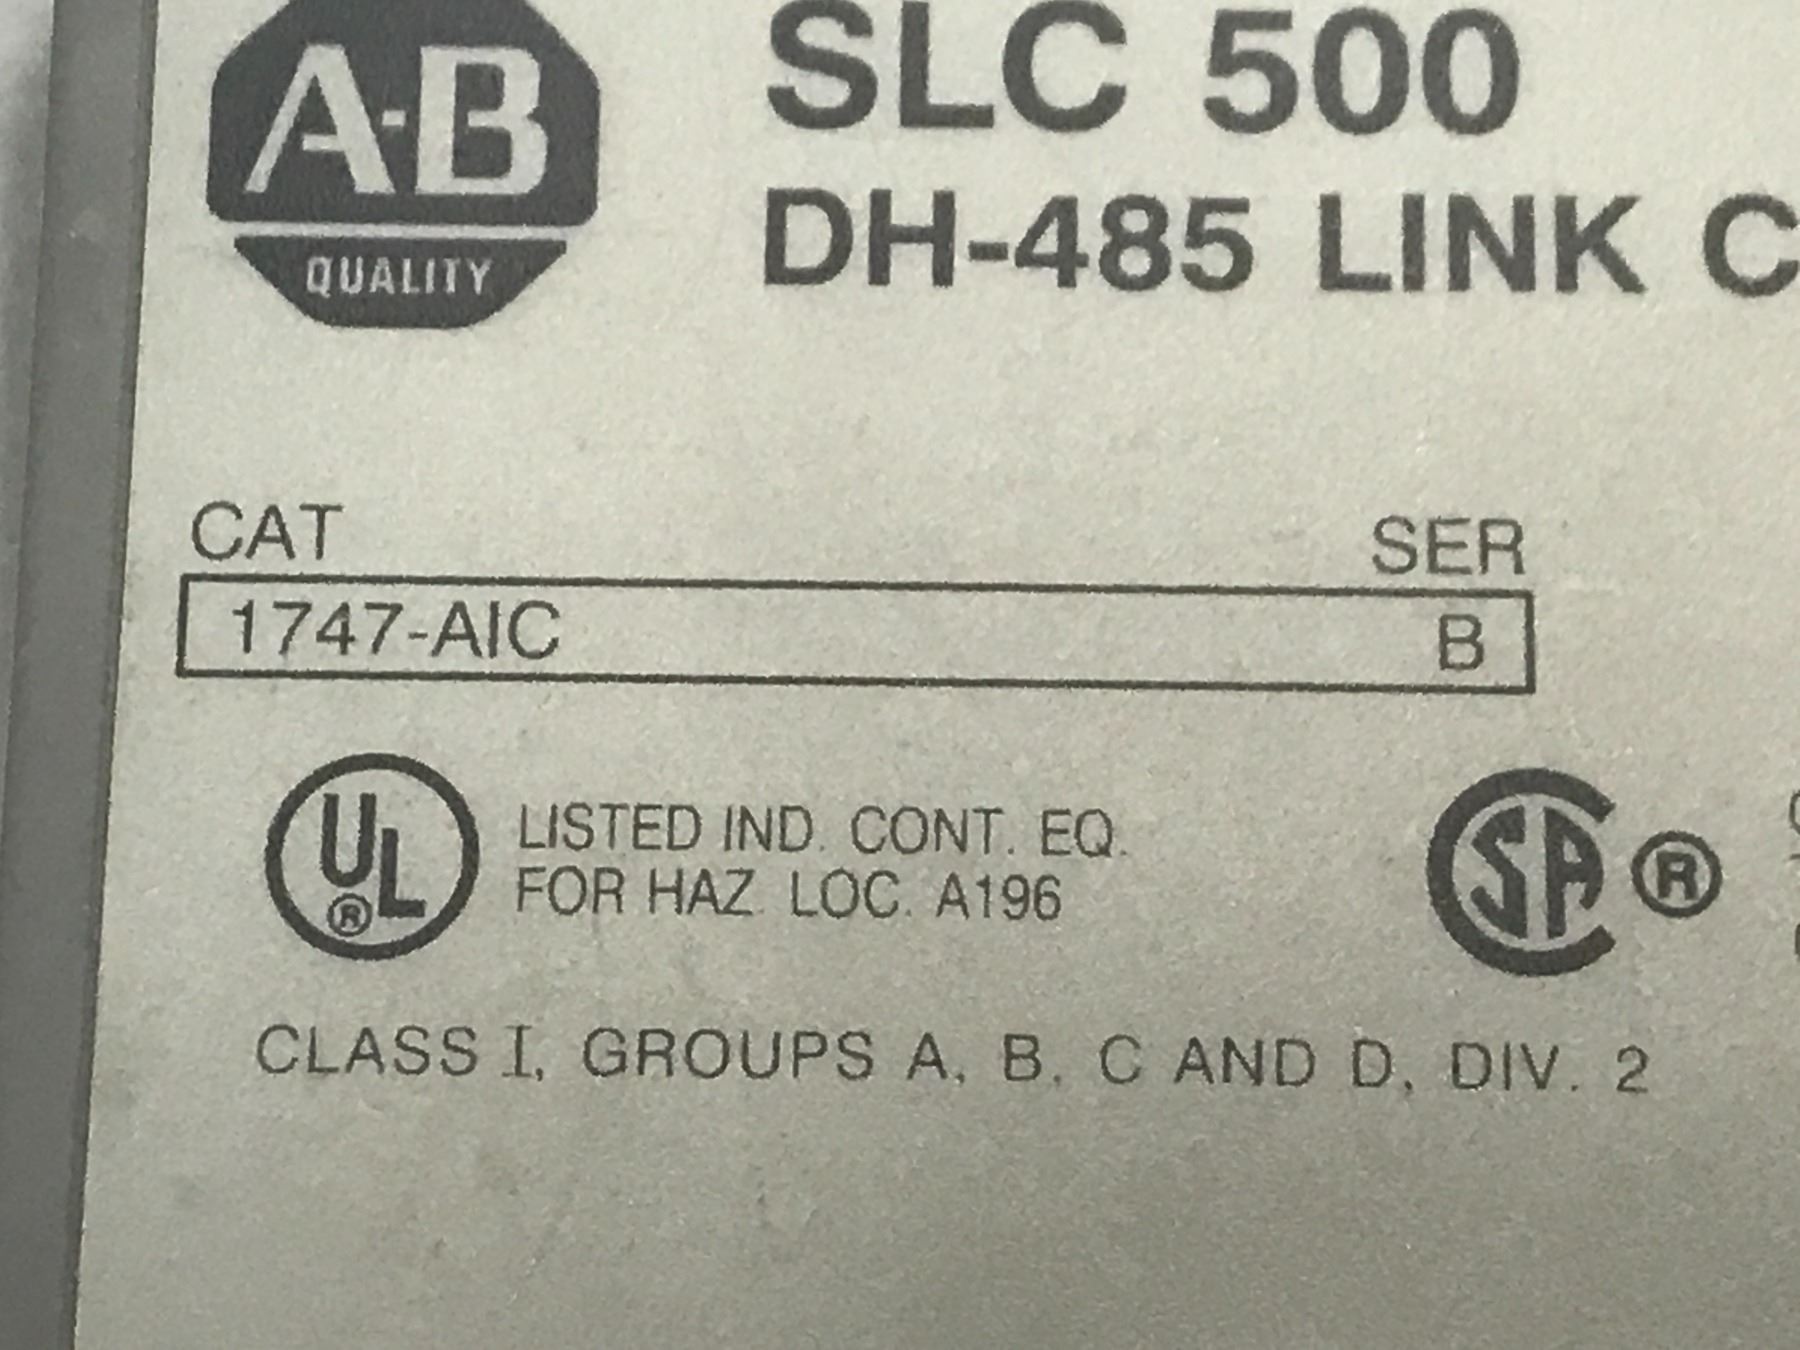 A-B
QUALITY
SLC 500
DH-485 LINK C
CAT SER
1747-AIC B
UL ®
LISTED IND. CONT. EQ.
FOR HAZ. LOC. A196
CSA ®
CLASS I, GROUPS A, B, C AND D, DIV. 2